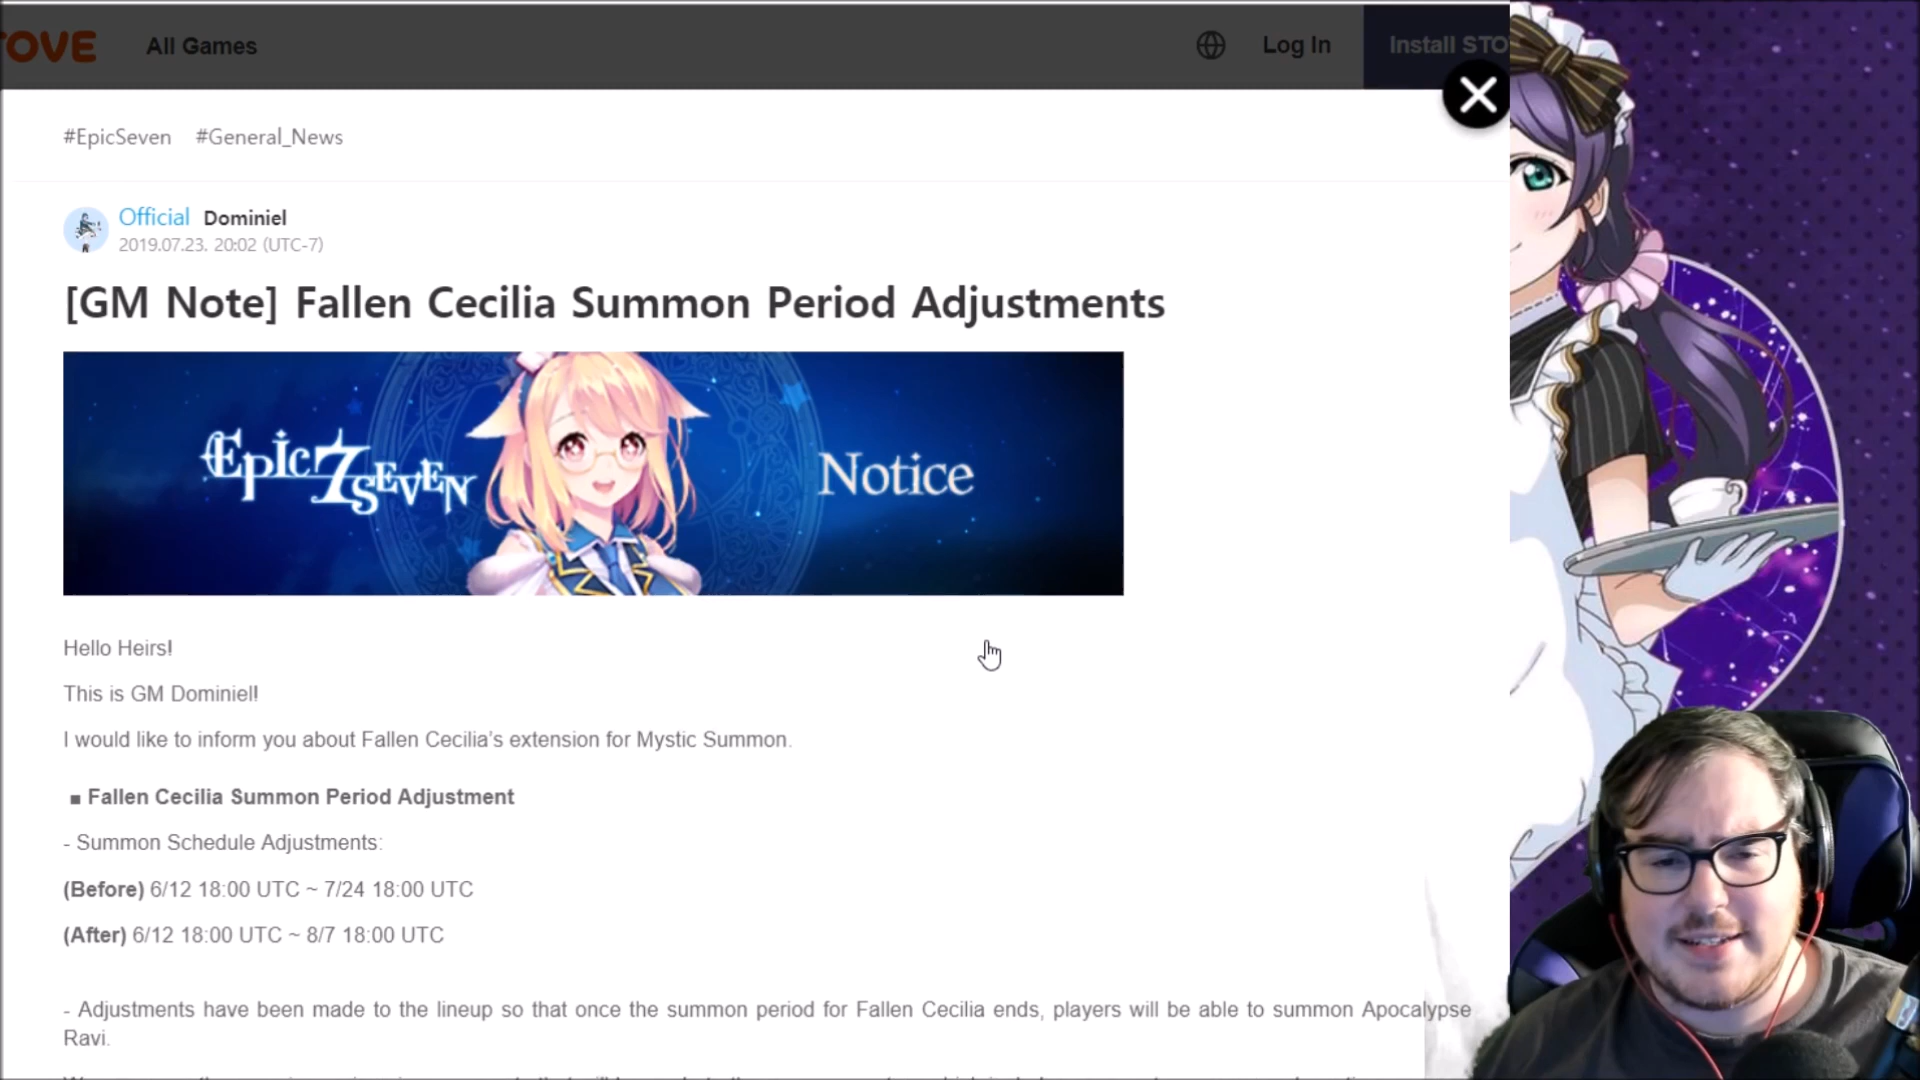 TOVE All Games Log In Install STO
#EpicSeven #General_News
Official Dominiel
2019.07.23. 20:02 (UTC-7)
[GM Note] Fallen Cecilia Summon Period Adjustments
Epic 7 SEVEN Notice
Hello Heirs!
This is GM Dominiel!
I would like to inform you about Fallen Cecilia's extension for Mystic Summon.
■ Fallen Cecilia Summon Period Adjustment
- Summon Schedule Adjustments:
(Before) 6/12 18:00 UTC ~ 7/24 18:00 UTC
(After) 6/12 18:00 UTC ~ 8/7 18:00 UTC
- Adjustments have been made to the lineup so that once the summon period for Fallen Cecilia ends, players will be able to summon Apocalypse
Ravi.